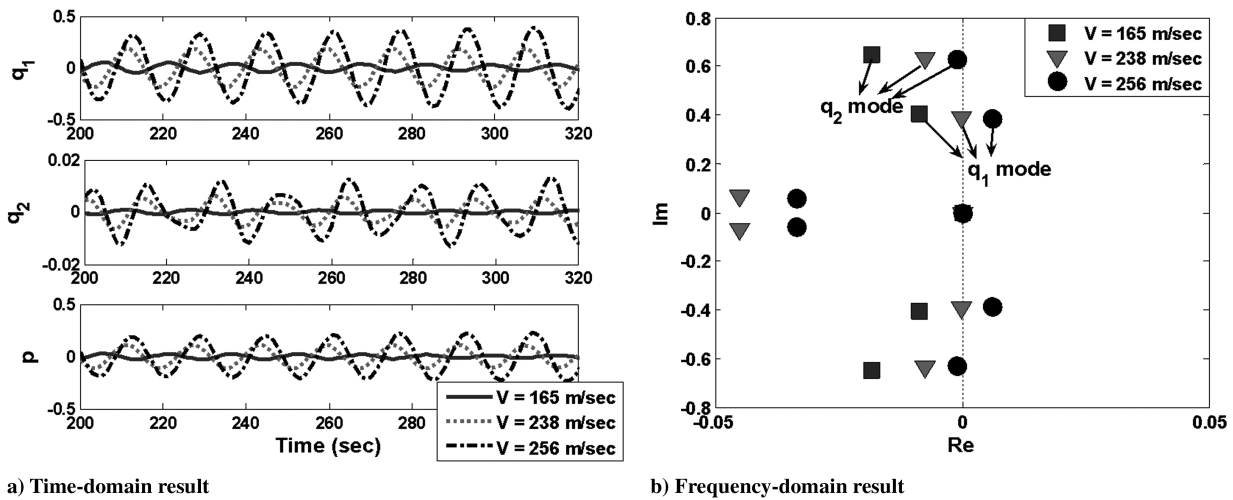 0.5
0
-0.5
q1
200 220 240 260 280 300 320
0.02
0
-0.02
q2
200 220 240 260 280 300 320
0.5
0
-0.5
p
200 220 240 260 28
Time (sec)
V = 165 m/sec
V = 238 m/sec
V = 256 m/sec
a) Time-domain result
0.8
0.6
0.4
0.2
0
-0.2
-0.4
-0.6
-0.8
Im
V = 165 m/sec
V = 238 m/sec
V = 256 m/sec
q2 mode
q1 mode
-0.05 0 0.05
Re
b) Frequency-domain result